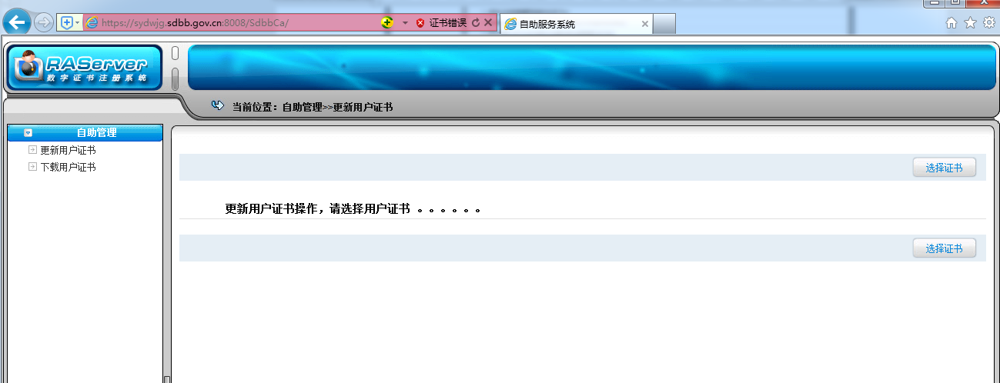 https://sydwjg.sdbb.gov.cn:8008/SdbbCa/
证书错误
自助服务系统
RAServer
数字证书注册系统
当前位置：自助管理>>更新用户证书
自助管理
更新用户证书
下载用户证书
选择证书
更新用户证书操作，请选择用户证书 。。。。。。
选择证书